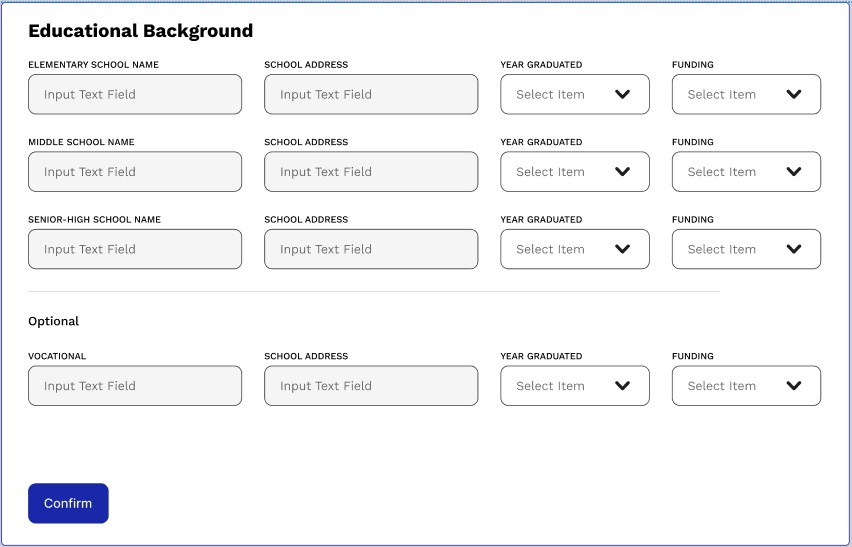 Educational Background
ELEMENTARY SCHOOL NAME SCHOOL ADDRESS YEAR GRADUATED FUNDING
Input Text Field Input Text Field Select Item Select Item
MIDDLE SCHOOL NAME SCHOOL ADDRESS YEAR GRADUATED FUNDING
Input Text Field Input Text Field Select Item Select Item
SENIOR-HIGH SCHOOL NAME SCHOOL ADDRESS YEAR GRADUATED FUNDING
Input Text Field Input Text Field Select Item Select Item
Optional
VOCATIONAL SCHOOL ADDRESS YEAR GRADUATED FUNDING
Input Text Field Input Text Field Select Item Select Item
Confirm